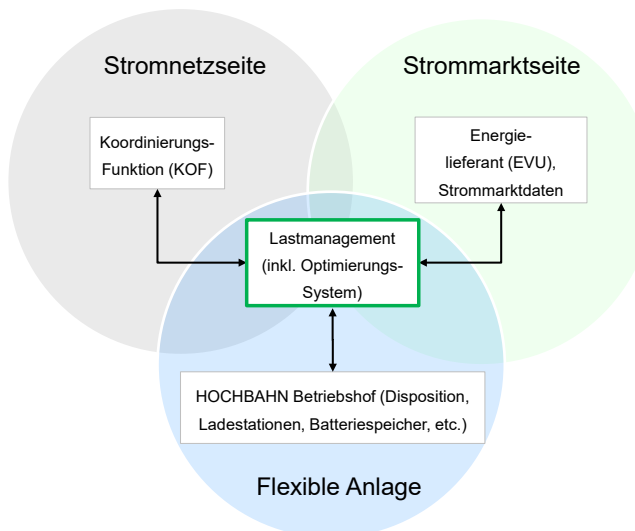 Stromnetzseite
Strommarktseite
Koordinierungs-
Funktion (KOF)
Energie-
lieferant (EVU),
Strommarktdaten
Lastmanagement
(inkl. Optimierungs-
System)
HOCHBAHN Betriebshof (Disposition,
Ladestationen, Batteriespeicher, etc.)
Flexible Anlage